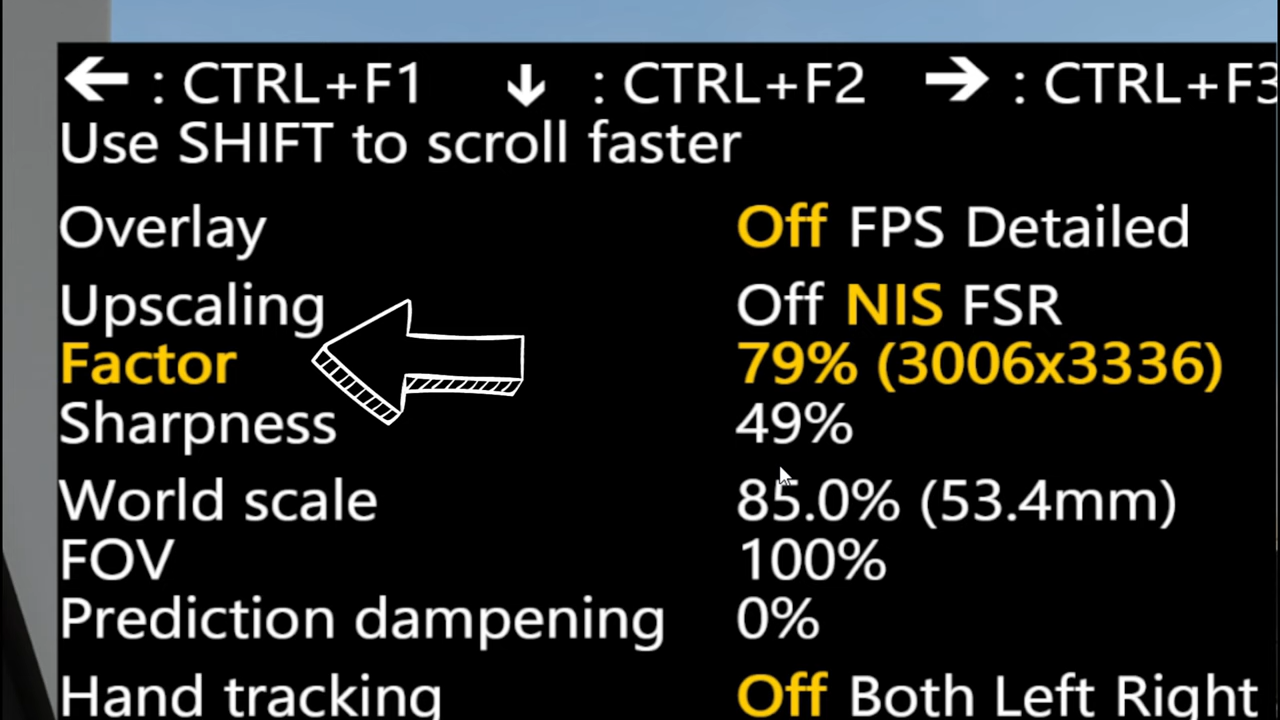 ← : CTRL+F1 ↓ : CTRL+F2 → : CTRL+F3
Use SHIFT to scroll faster
Overlay Off FPS Detailed
Upscaling Off NIS FSR
Factor 79% (3006x3336)
Sharpness 49%
World scale 85.0% (53.4mm)
FOV 100%
Prediction dampening 0%
Hand tracking Off Both Left Right